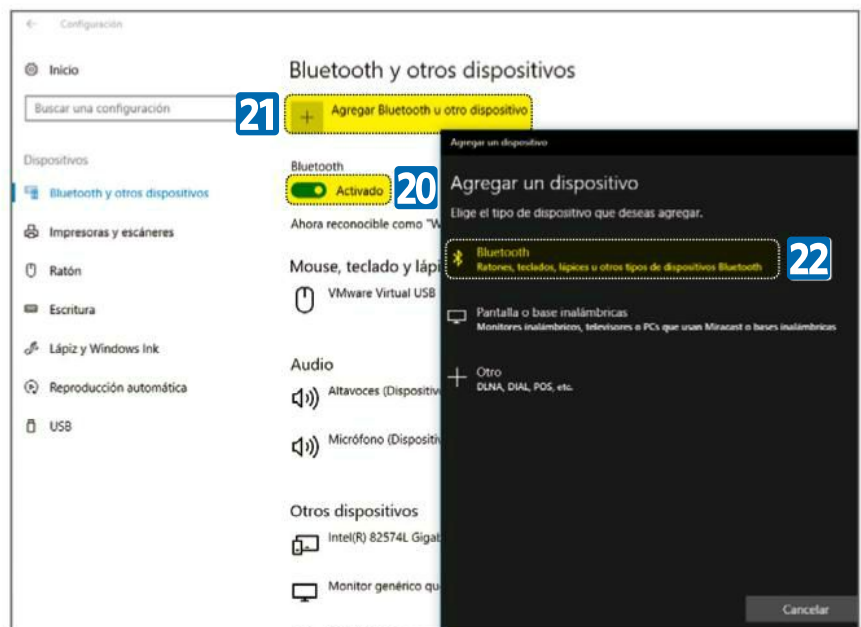 Configuración
Inicio
Buscar una configuración
Dispositivos
Bluetooth y otros dispositivos
Impresoras y escáneres
Ratón
Escritura
Lápiz y Windows Ink
Reproducción automática
USB
Bluetooth y otros dispositivos
21
Agregar Bluetooth u otro dispositivo
Bluetooth
Activado
20
Ahora reconocible como "W
Mouse, teclado y lápi
VMware Virtual USB
Audio
Altavoces (Dispositiv
Micrófono (Dispositiv
Otros dispositivos
Intel(R) 82574L Gigab
Monitor genérico qu
Agregar un dispositivo
Agregar un dispositivo
Elige el tipo de dispositivo que deseas agregar.
Bluetooth
Ratones, teclados, lápices u otros tipos de dispositivos Bluetooth
22
Pantalla o base inalámbricas
Monitores inalámbricos, televisores o PCs que usan Miracast o bases inalámbricas
Otro
DLNA, DIAL, POS, etc.
Cancelar